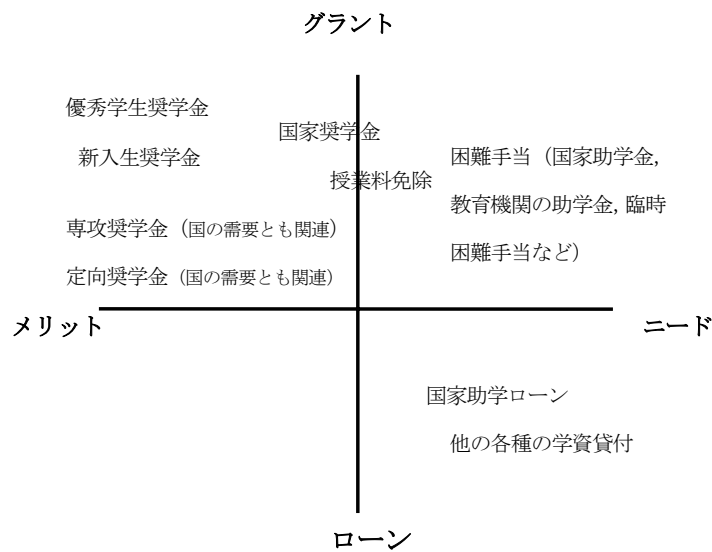 グラント
優秀学生奨学金
国家奨学金
新入生奨学金
困難手当（国家助学金,
授業料免除
教育機関の助学金, 臨時
専攻奨学金（国の需要とも関連）
困難手当など）
定向奨学金（国の需要とも関連）
メリット
ニード
国家助学ローン
他の各種の学資貸付
ローン